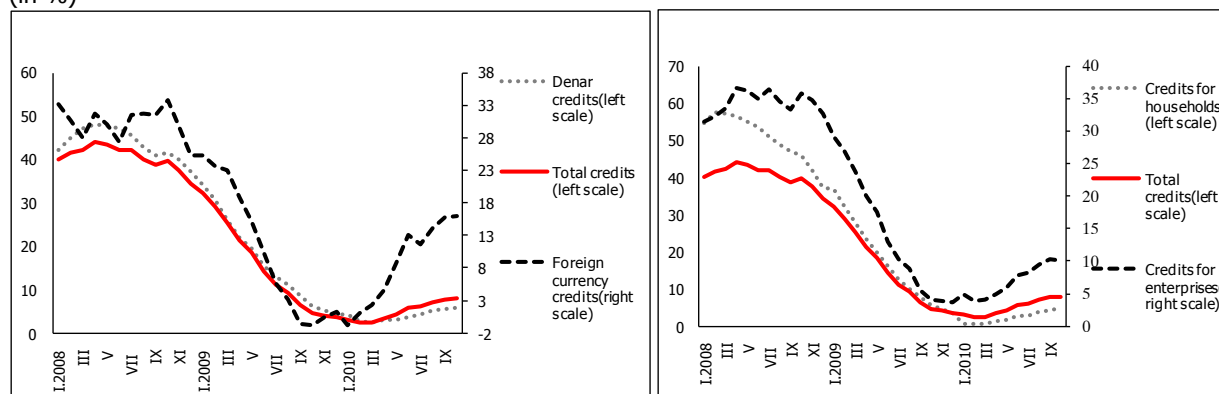 (in %)
60
50
40
30
20
10
0
38
33
28
23
18
13
8
3
-2
I.2008
III
V
VII
IX
XI
I.2009
III
V
VII
IX
XI
I.2010
III
V
VII
IX
Denar
credits(left
scale)
Total credits
(left scale)
Foreign
currency
credits(right
scale)
70
60
50
40
30
20
10
0
40
35
30
25
20
15
10
5
0
I.2008
III
V
VII
IX
XI
I.2009
III
V
VII
IX
XI
I.2010
III
V
VII
IX
Credits for
households
(left scale)
Total
credits(left
scale)
Credits for
enterprises(
right scale)